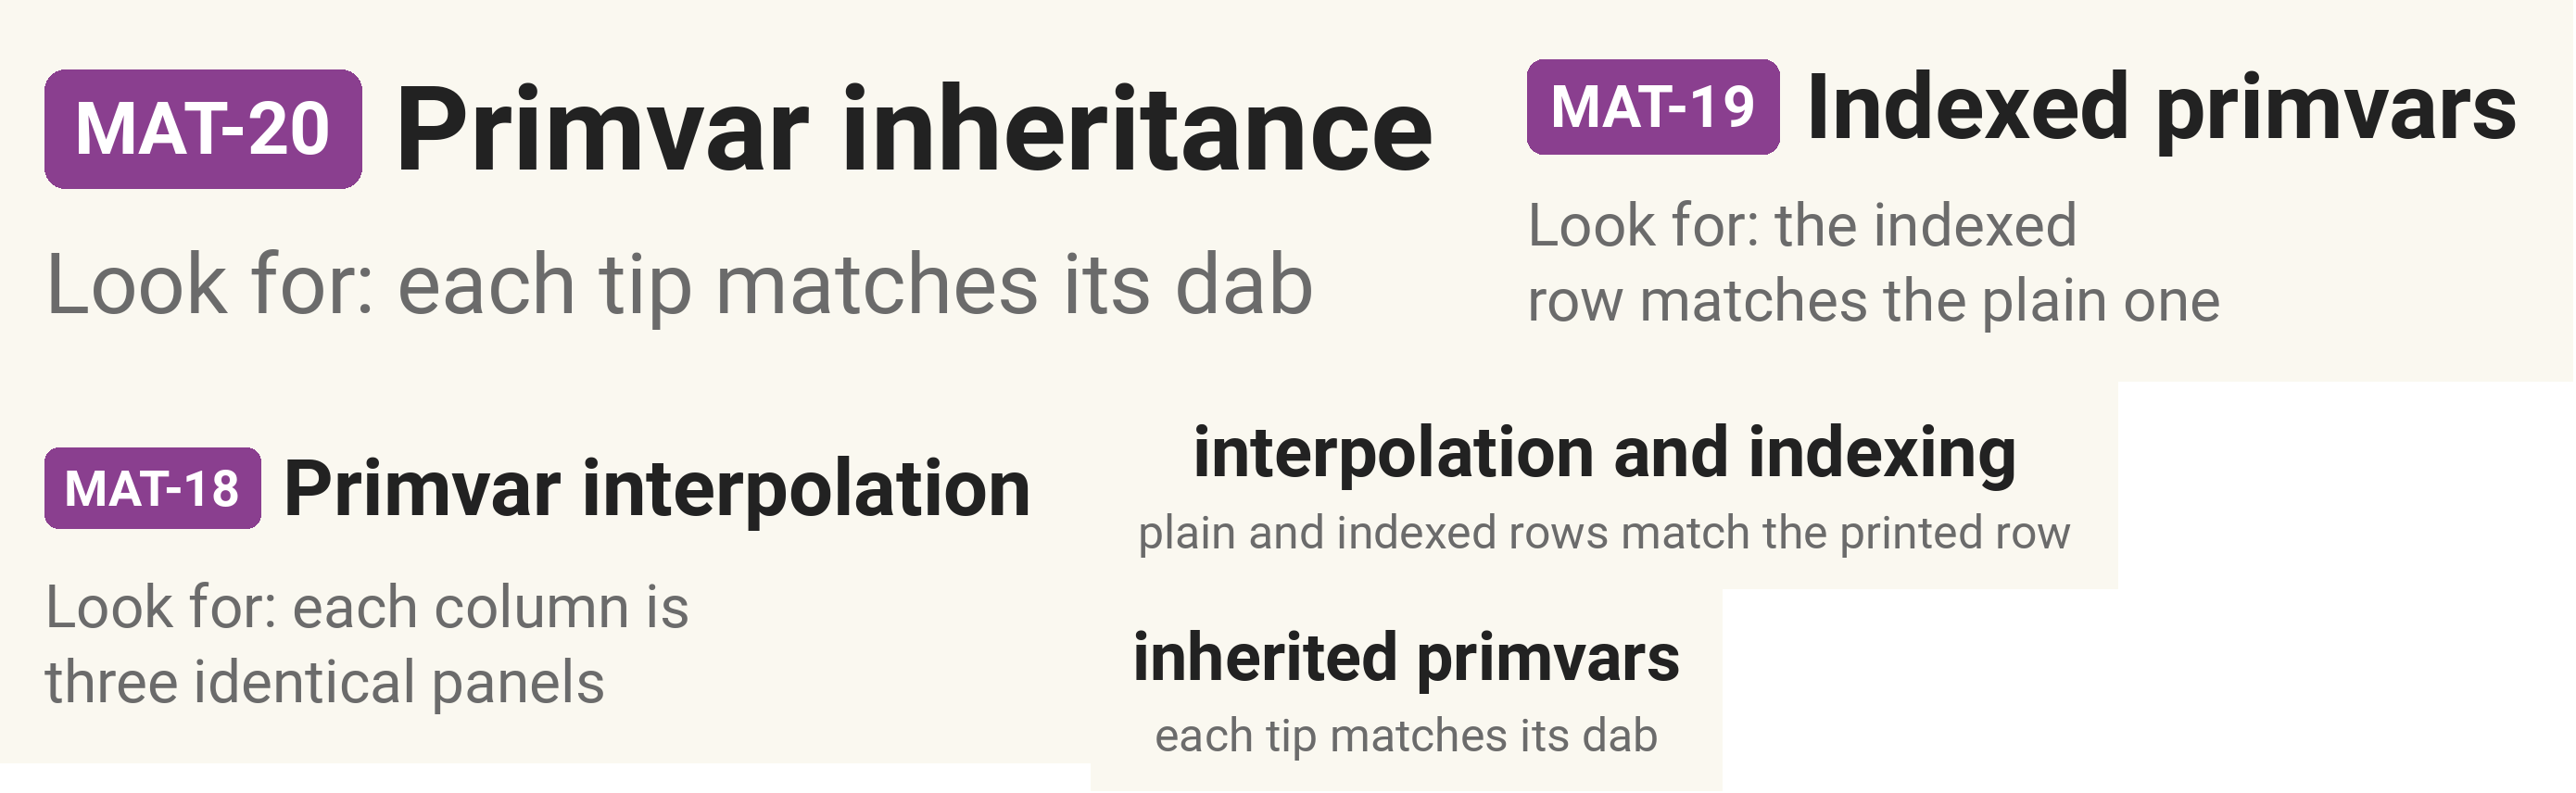 MAT-20 Primvar inheritance
Look for: each tip matches its dab
MAT-19 Indexed primvars
Look for: the indexed
row matches the plain one
MAT-18 Primvar interpolation
Look for: each column is
three identical panels
interpolation and indexing
plain and indexed rows match the printed row
inherited primvars
each tip matches its dab